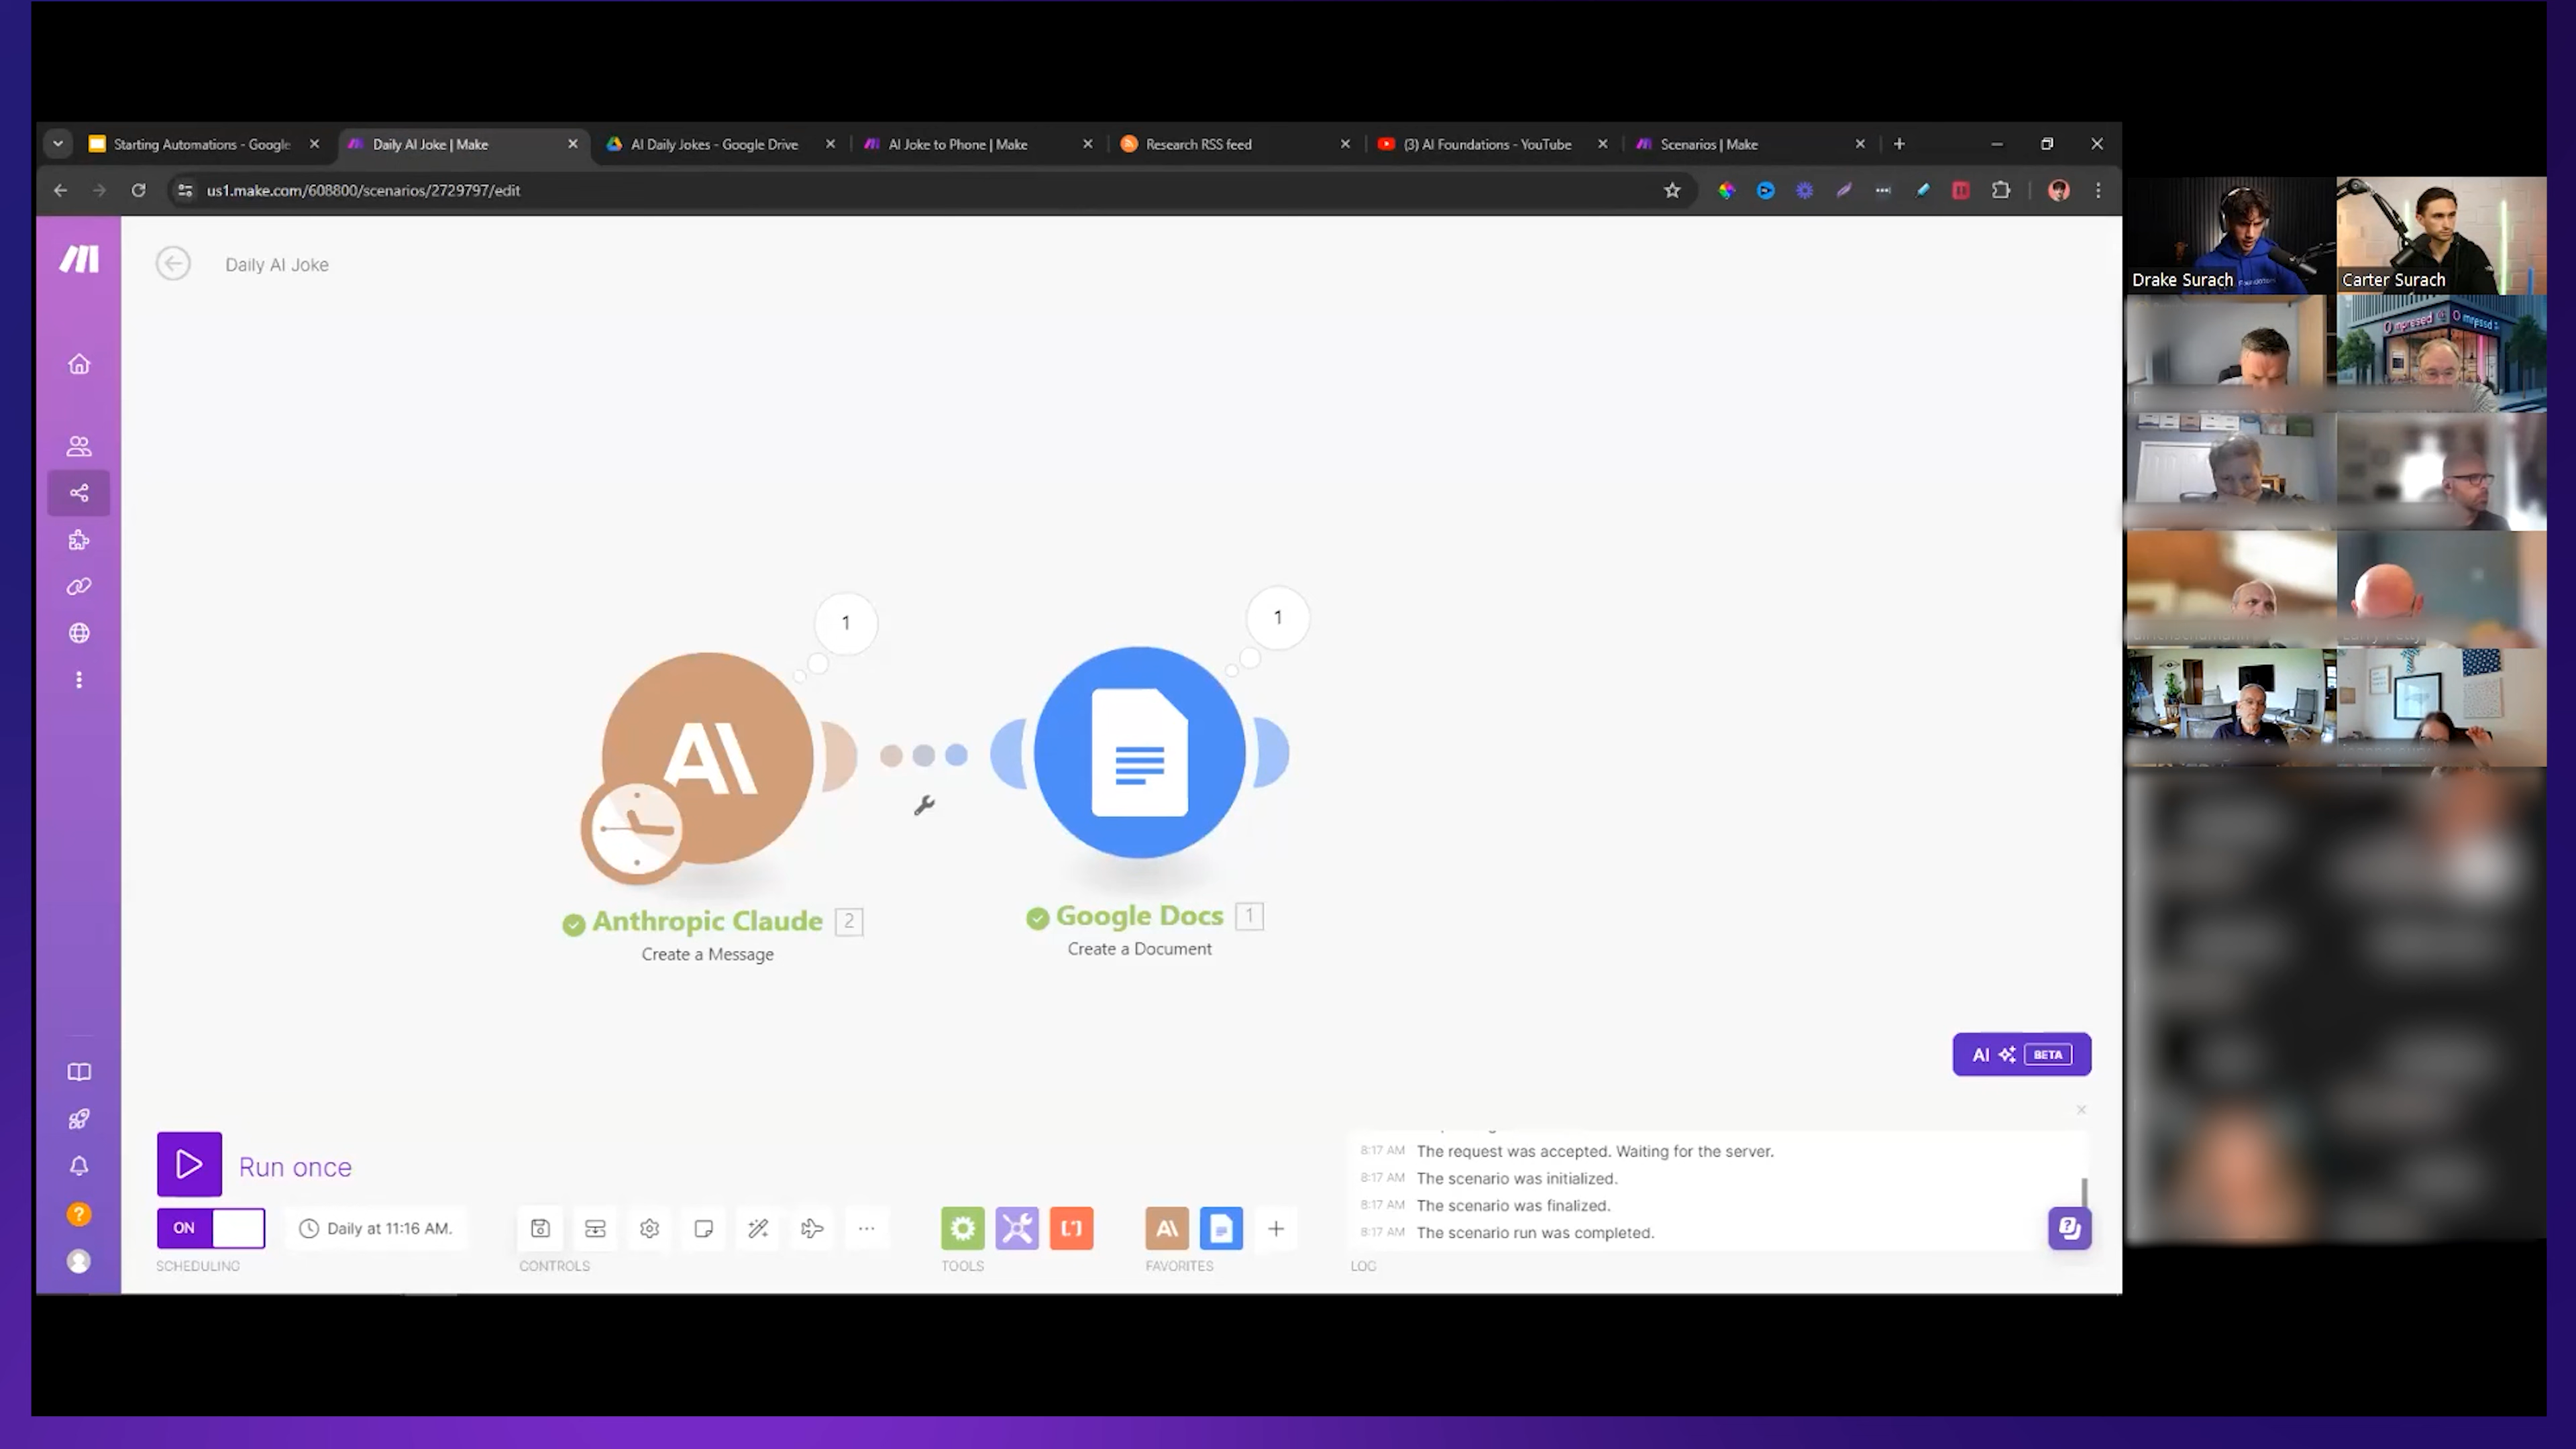 Starting Automations - Google
Daily AI Joke | Make
AI Daily Jokes - Google Drive
AI Joke to Phone | Make
Research RSS feed
(3) AI Foundations - YouTube
Scenarios | Make
us1.make.com/608800/scenarios/2729797/edit
Daily AI Joke
Drake Surach
Carter Surach
1
1
Anthropic Claude 2
Create a Message
Google Docs 1
Create a Document
AI BETA
Run once
ON
Daily at 11:16 AM.
SCHEDULING
CONTROLS
TOOLS
FAVORITES
8:17 AM The request was accepted. Waiting for the server.
8:17 AM The scenario was initialized.
8:17 AM The scenario was finalized.
8:17 AM The scenario run was completed.
LOG